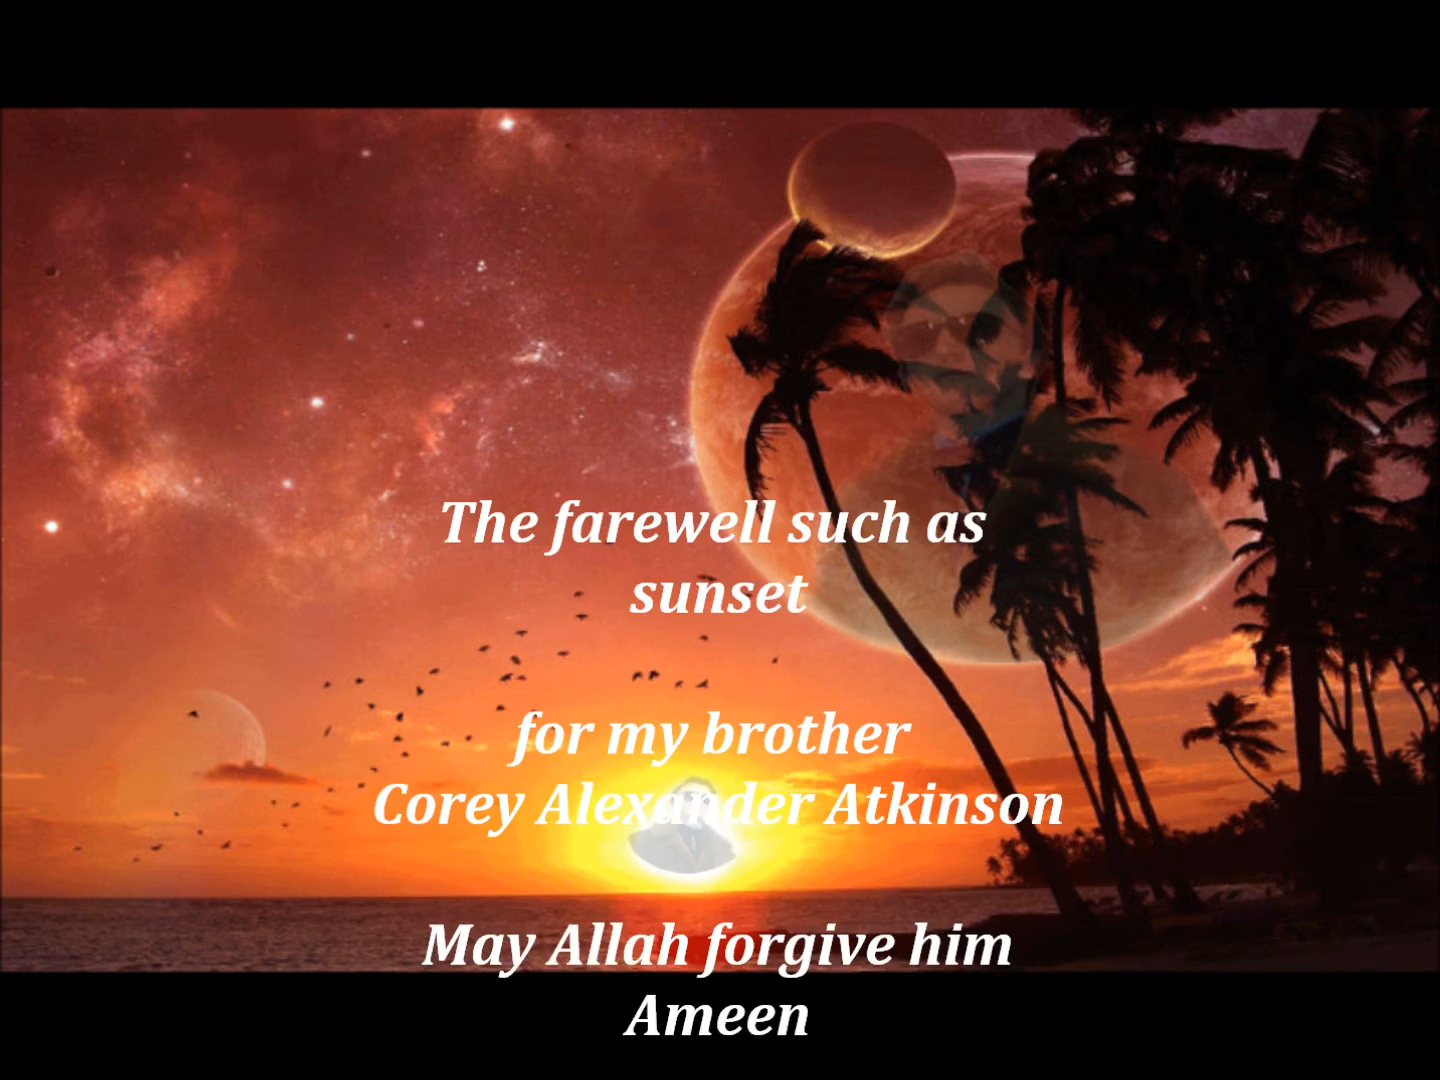 The farewell such as
sunset
for my brother
Corey Alexander Atkinson
May Allah forgive him
Ameen